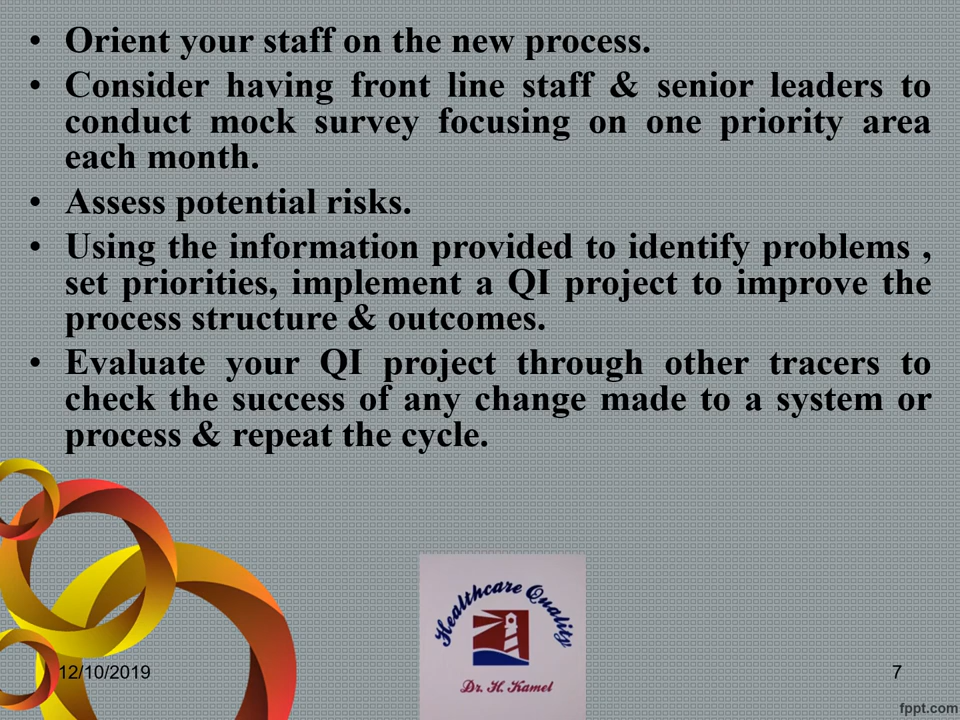 • Orient your staff on the new process.
• Consider having front line staff & senior leaders to
conduct mock survey focusing on one priority area
each month.
• Assess potential risks.
• Using the information provided to identify problems ,
set priorities, implement a QI project to improve the
process structure & outcomes.
• Evaluate your QI project through other tracers to
check the success of any change made to a system or
process & repeat the cycle.
Healthcare Quality
Dr. H. Kamel
12/10/2019
7
fppt.com